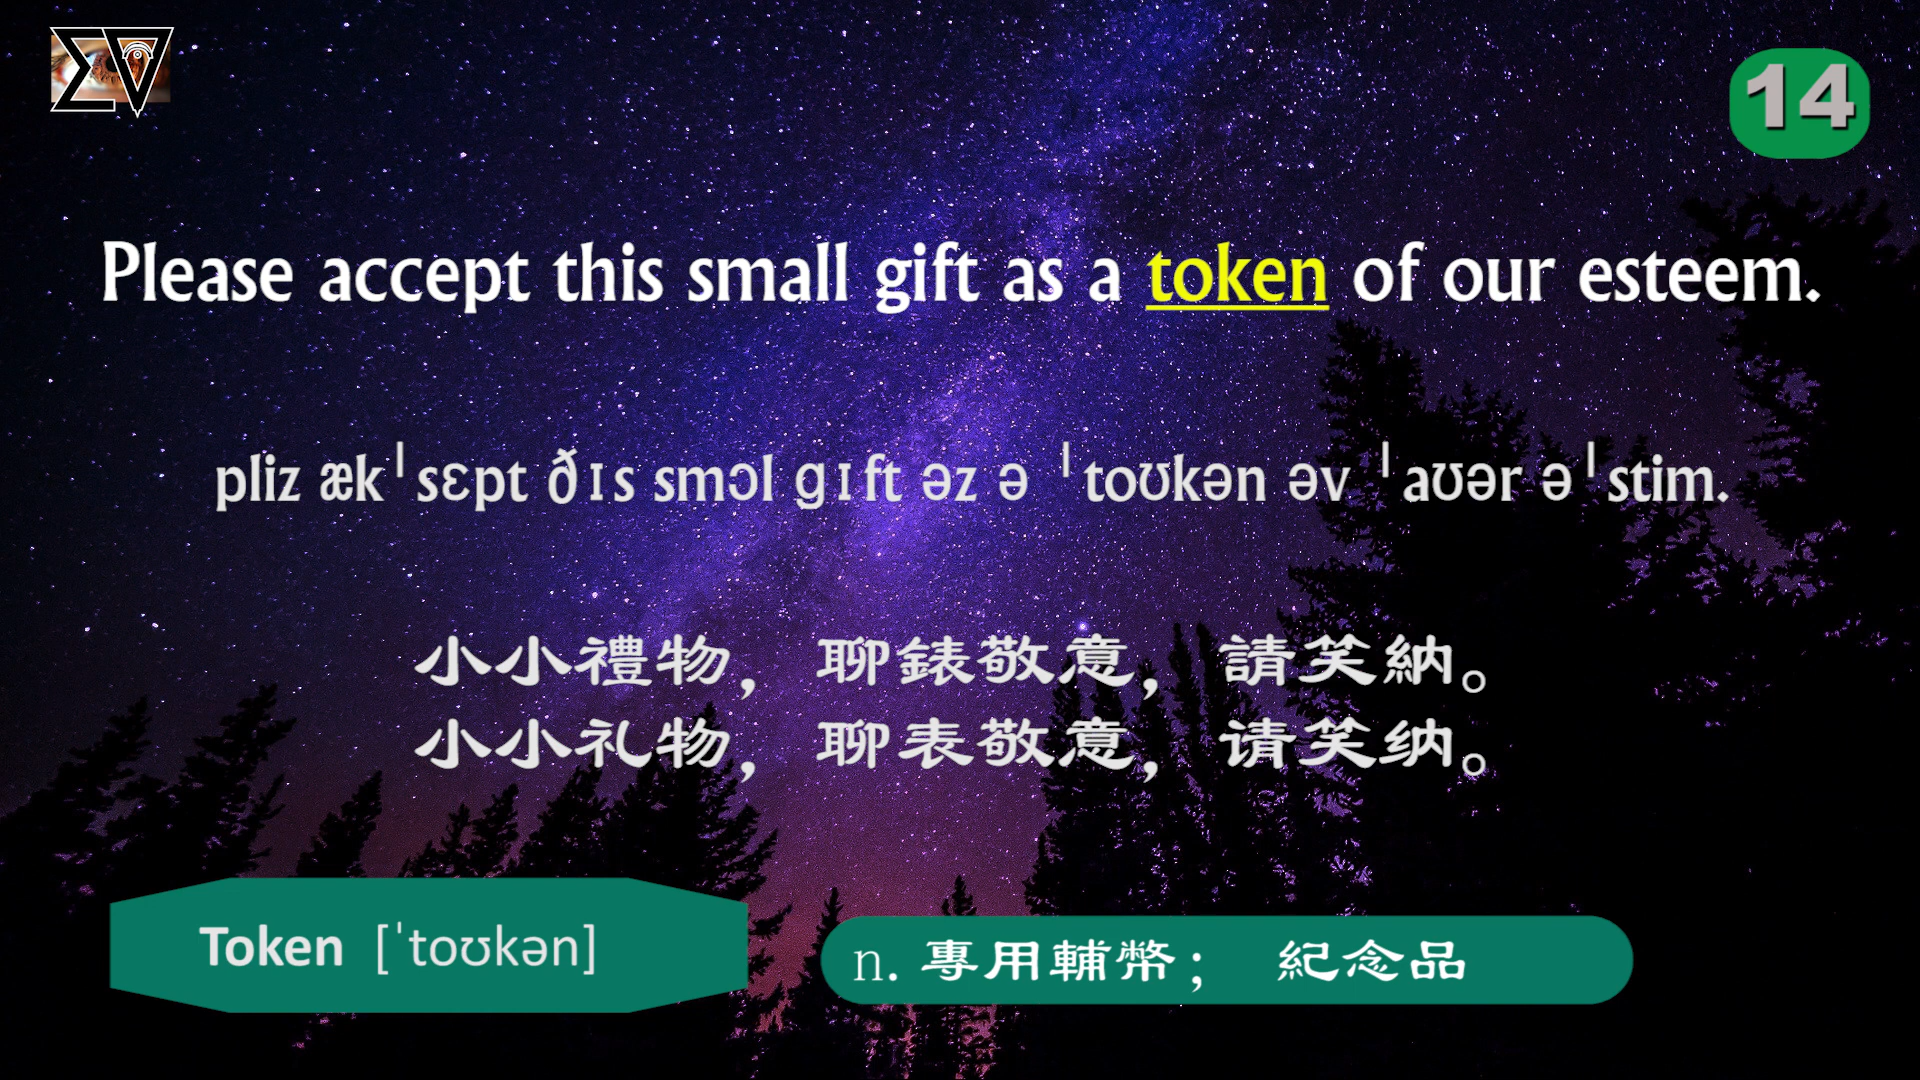 ΣV
14
Please accept this small gift as a token of our esteem.
pliz ækˈsɛpt ðɪs smɔl ɡɪft əz ə ˈtoʊkən əv ˈaʊər əˈstim.
小小禮物，聊錶敬意，請笑納。
小小礼物，聊表敬意，请笑纳。
Token [ˈtoʊkən]
n. 專用輔幣； 紀念品